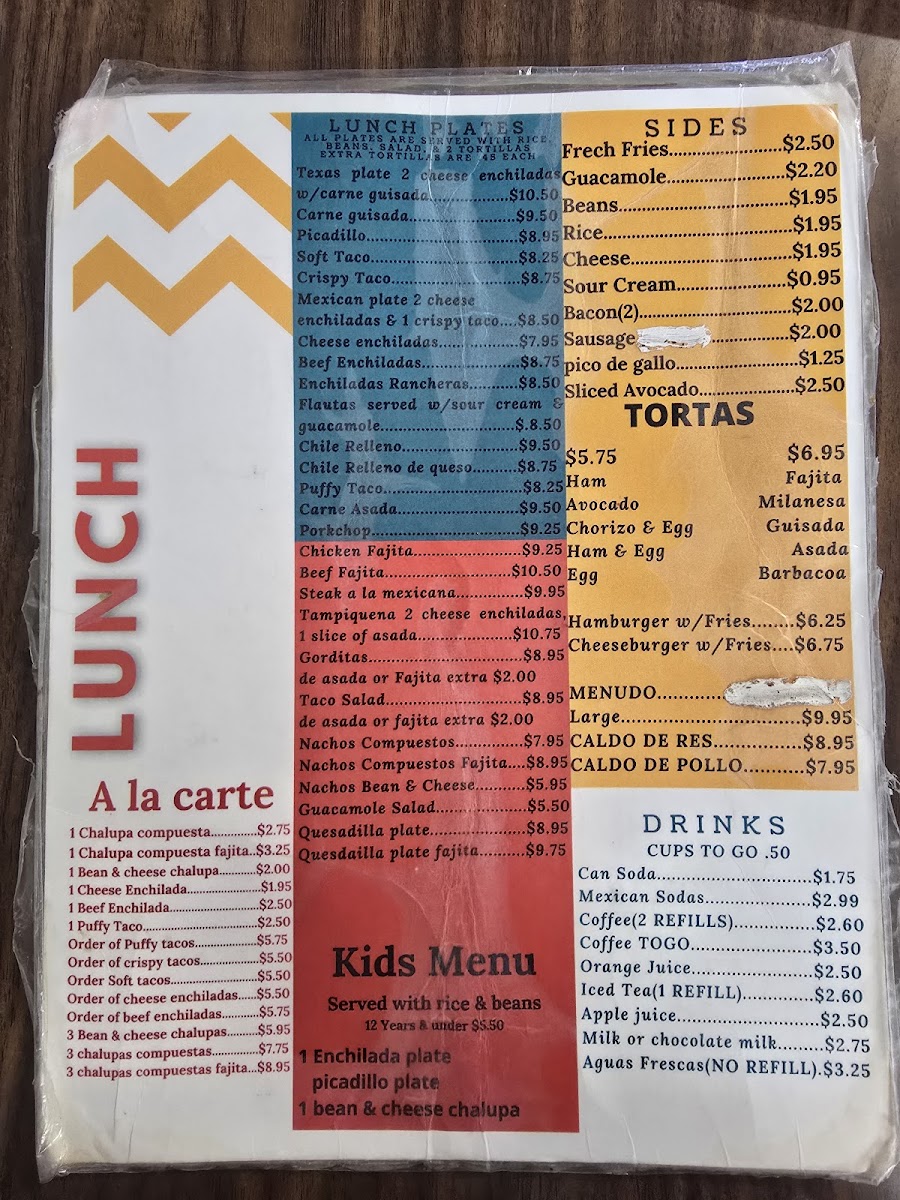 LUNCH
A la carte
1 Chalupa compuesta.............$2.75
1 Chalupa compuesta fajita..$3.25
1 Bean & cheese chalupa.........$2.00
1 Cheese Enchilada...................$1.95
1 Beef Enchilada.......................$2.50
1 Puffy Taco..............................$2.50
Order of Puffy tacos................$5.75
Order of crispy tacos...............$5.50
Order Soft tacos.......................$5.50
Order of cheese enchiladas.....$5.50
Order of beef enchiladas.........$5.75
3 Bean & cheese chalupas........$5.95
3 chalupas compuestas.............$7.75
3 chalupas compuestas fajita...$8.95
LUNCH PLATES
ALL PLATES ARE SERVED WITH RICE,
BEANS, SALAD, & 2 TORTILLAS
EXTRA TORTILLAS ARE .45 EACH
Texas plate 2 cheese enchiladas
w/carne guisada................$10.50
Carne guisada.....................$9.50
Picadillo..............................$8.95
Soft Taco.............................$8.25
Crispy Taco.........................$8.75
Mexican plate 2 cheese
enchiladas & 1 crispy taco....$8.50
Cheese enchiladas................$7.95
Beef Enchiladas...................$8.75
Enchiladas Rancheras..........$8.50
Flautas served w/sour cream &
guacamole...........................$.8.50
Chile Relleno.......................$9.50
Chile Relleno de queso.........$8.75
Puffy Taco...........................$8.25
Carne Asada........................$9.50
Porkchop.............................$9.25
Chicken Fajita.....................$9.25
Beef Fajita.........................$10.50
Steak a la mexicana.............$9.95
Tampiquena 2 cheese enchiladas,
1 slice of asada..................$10.75
Gorditas..............................$8.95
de asada or Fajita extra $2.00
Taco Salad..........................$8.95
de asada or fajita extra $2.00
Nachos Compuestos.............$7.95
Nachos Compuestos Fajita....$8.95
Nachos Bean & Cheese.........$5.95
Guacamole Salad.................$5.50
Quesadilla plate..................$8.95
Quesdailla plate fajita.........$9.75
Kids Menu
Served with rice & beans
12 Years & under $5.50
1 Enchilada plate
picadillo plate
1 bean & cheese chalupa
SIDES
Frech Fries...................$2.50
Guacamole....................$2.20
Beans............................$1.95
Rice...............................$1.95
Cheese...........................$1.95
Sour Cream..................$0.95
Bacon(2)........................$2.00
Sausage ..............$2.00
pico de gallo....................$1.25
Sliced Avocado...............$2.50
TORTAS
$5.75 $6.95
Ham Fajita
Avocado Milanesa
Chorizo & Egg Guisada
Ham & Egg Asada
Egg Barbacoa
Hamburger w/Fries........$6.25
Cheeseburger w/Fries....$6.75
MENUDO............
Large................................$9.95
CALDO DE RES...............$8.95
CALDO DE POLLO..........$7.95
DRINKS
CUPS TO GO .50
Can Soda............................$1.75
Mexican Sodas...................$2.99
Coffee(2 REFILLS)..............$2.60
Coffee TOGO......................$3.50
Orange Juice......................$2.50
Iced Tea(1 REFILL).............$2.60
Apple juice.........................$2.50
Milk or chocolate milk.........$2.75
Aguas Frescas(NO REFILL).$3.25